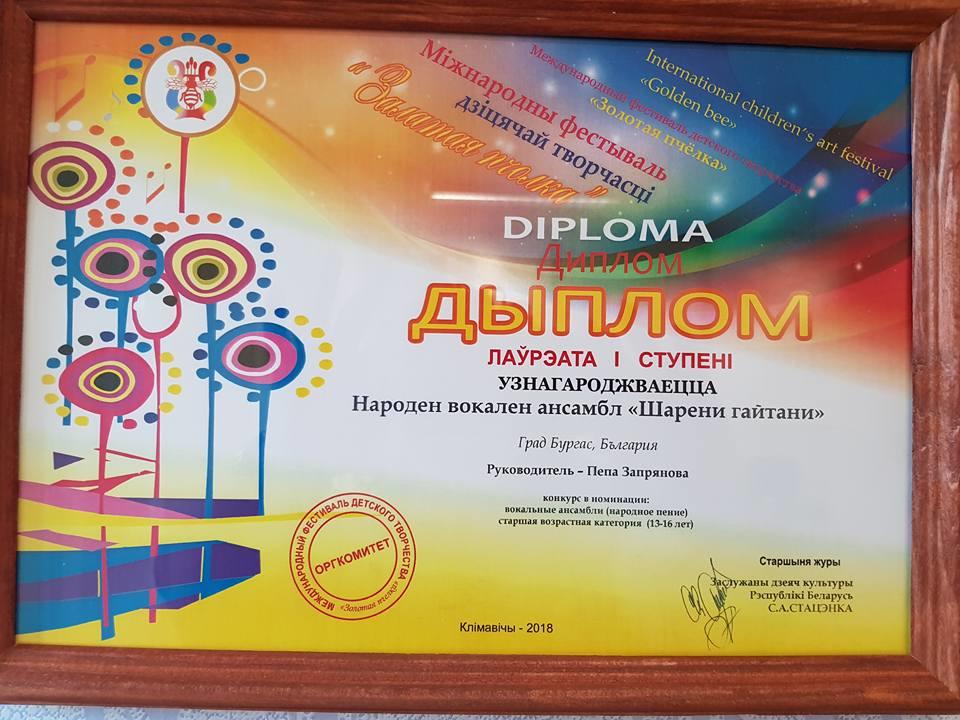 Міжнародны фестываль
дзіцячай творчасці
«Залатая пчолка»
Международный фестиваль детского творчества
«Золотая пчёлка»
International children's art festival
«Golden bee»
DIPLOMA
Диплом
ДЫПЛОМ
ЛАЎРЭАТА І СТУПЕНІ
УЗНАГАРОДЖВАЕЦЦА
Народен вокален ансамбл «Шарени гайтани»
Град Бургас, България
Руководитель – Пепа Запрянова
конкурс в номинации:
вокальные ансамбли (народное пение)
старшая возрастная категория (13-16 лет)
МЕЖДУНАРОДНЫЙ ФЕСТИВАЛЬ ДЕТСКОГО ТВОРЧЕСТВА
ОРГКОМИТЕТ
«Золотая пчелка»
Старшыня журы
Заслужаны дзеяч культуры
Рэспублікі Беларусь
С.А.СТАЦЭНКА
Клімавічы - 2018